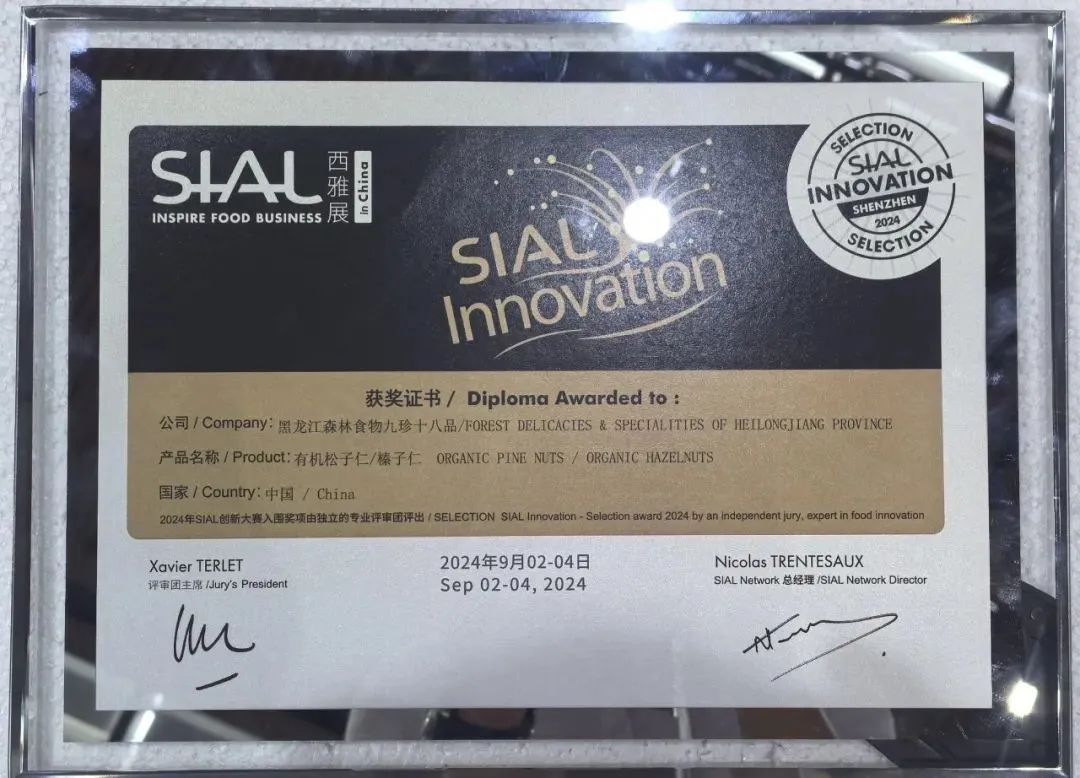 SIAL
西雅展
in China
INSPIRE FOOD BUSINESS
SIAL
Innovation
SELECTION
SIAL
INNOVATION
SHENZHEN
2024
SELECTION
获奖证书 / Diploma Awarded to :
公司 / Company: 黑龙江森林食物九珍十八品/FOREST DELICACIES & SPECIALITIES OF HEILONGJIANG PROVINCE
产品名称 / Product: 有机松子仁/榛子仁 ORGANIC PINE NUTS / ORGANIC HAZELNUTS
国家 / Country: 中国 / China
2024年SIAL创新大赛入围奖项由独立的专业评审团评出 / SELECTION SIAL Innovation - Selection award 2024 by an independent jury, expert in food innovation
Xavier TERLET
评审团主席 /Jury's President
2024年9月02-04日
Sep 02-04, 2024
Nicolas TRENTESAUX
SIAL Network 总经理 /SIAL Network Director